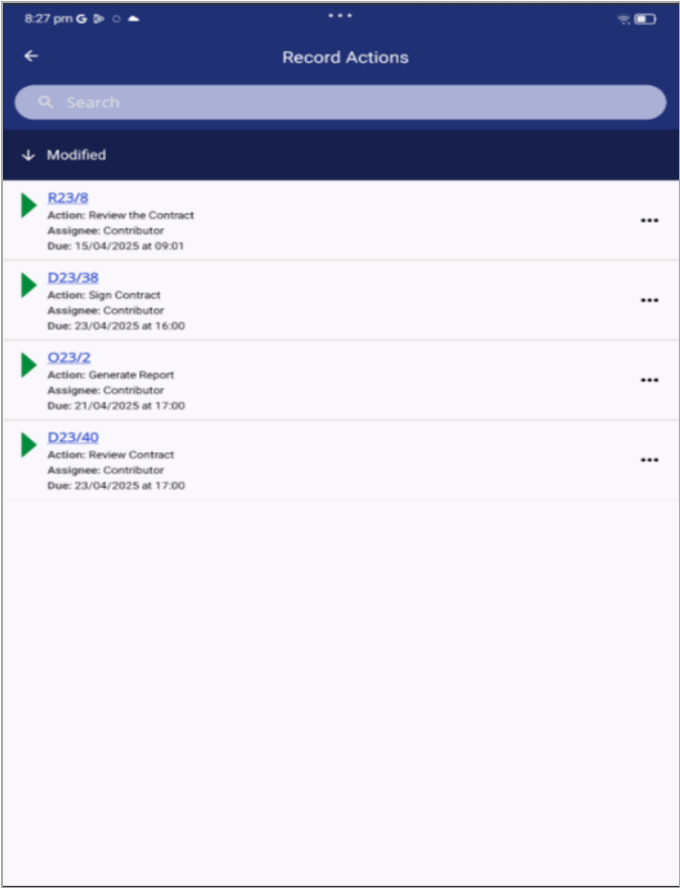 8:27 pm G
Record Actions
Search
Modified
R23/8
Action: Review the Contract
Assignee: Contributor
Due: 15/04/2025 at 09:01
D23/38
Action: Sign Contract
Assignee: Contributor
Due: 23/04/2025 at 16:00
O23/2
Action: Generate Report
Assignee: Contributor
Due: 21/04/2025 at 17:00
D23/40
Action: Review Contract
Assignee: Contributor
Due: 23/04/2025 at 17:00